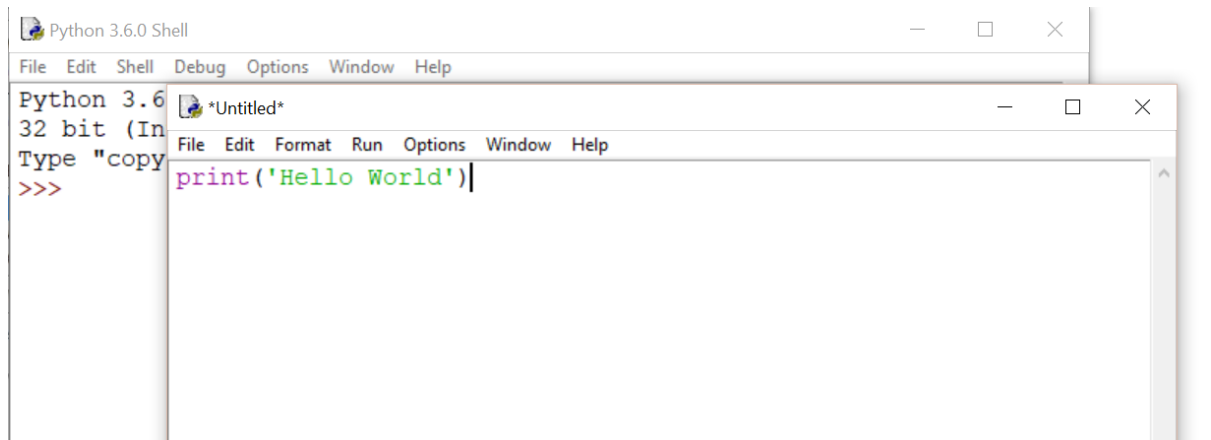 Python 3.6.0 Shell
File Edit Shell Debug Options Window Help
Python 3.6
32 bit (In
Type "copy
>>>
*Untitled*
File Edit Format Run Options Window Help
print('Hello World')